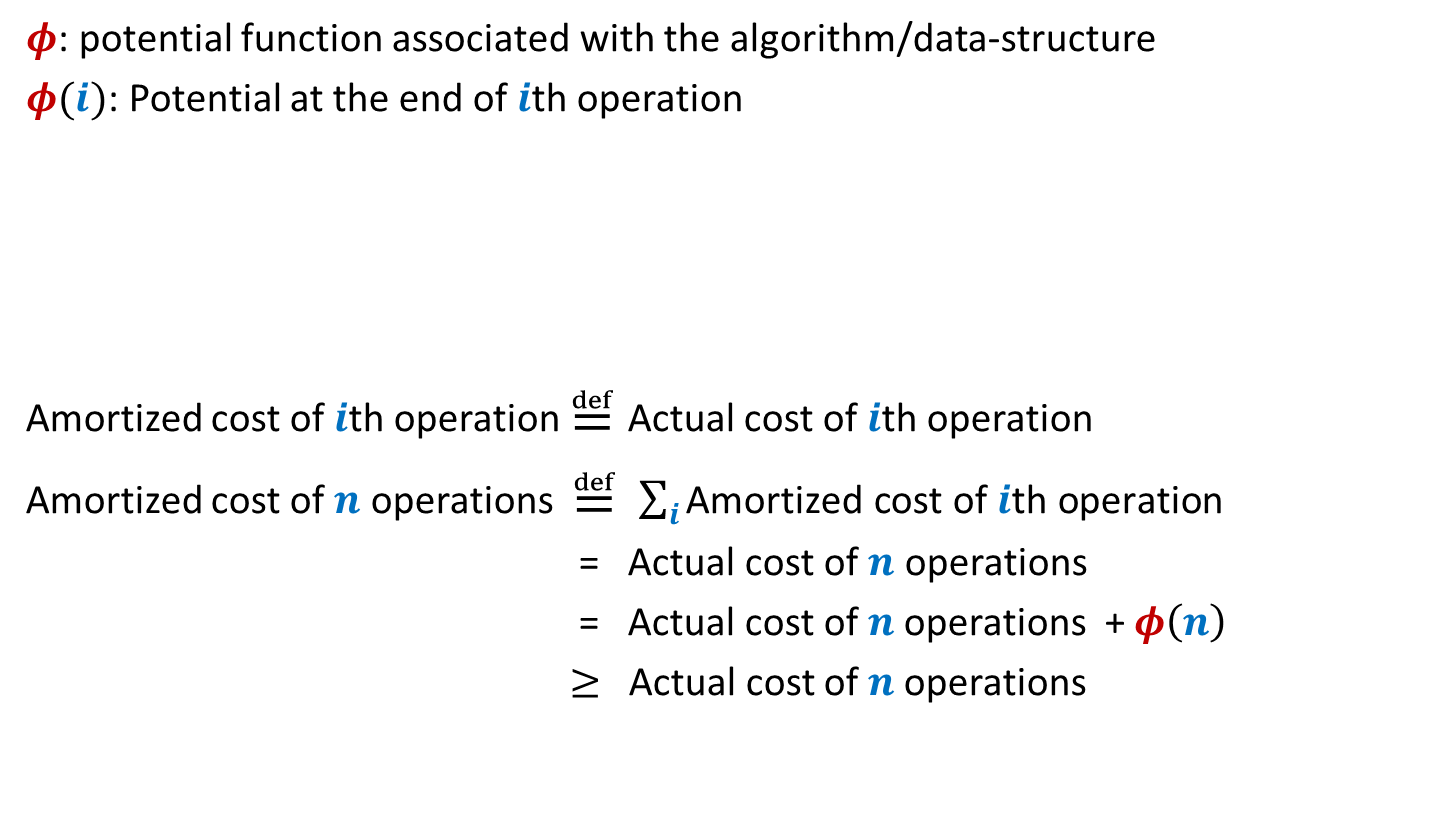 ϕ: potential function associated with the algorithm/data-structure
ϕ(i): Potential at the end of ith operation
Amortized cost of ith operation ≝ Actual cost of ith operation
Amortized cost of n operations ≝ ∑ᵢ Amortized cost of ith operation
= Actual cost of n operations
= Actual cost of n operations + ϕ(n)
≥ Actual cost of n operations